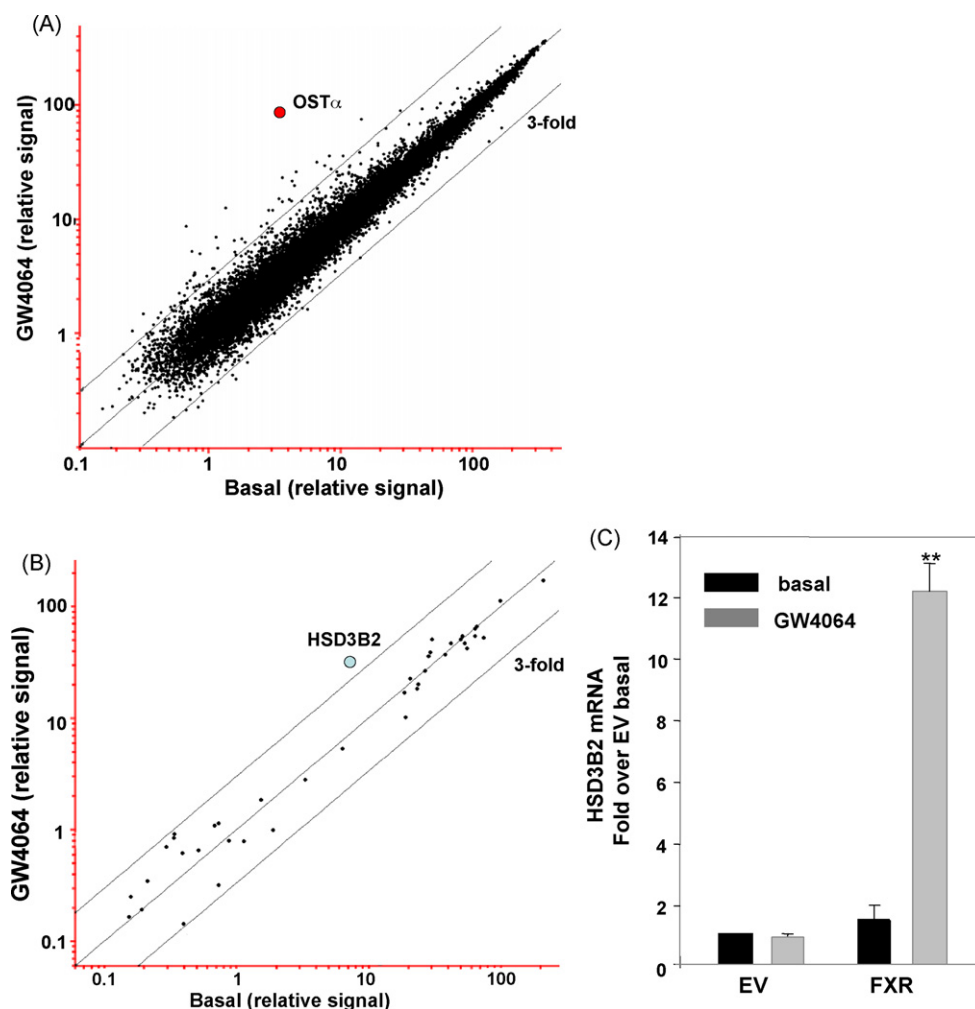 (A)
GW4064 (relative signal)
100
10
1
OSTα
3-fold
0.1
1
10
100
Basal (relative signal)
(B)
GW4064 (relative signal)
100
10
1
0.1
HSD3B2
3-fold
0.1
1
10
100
Basal (relative signal)
(C)
HSD3B2 mRNA
Fold over EV basal
14
12
10
8
6
4
2
0
basal
GW4064
**
EV
FXR